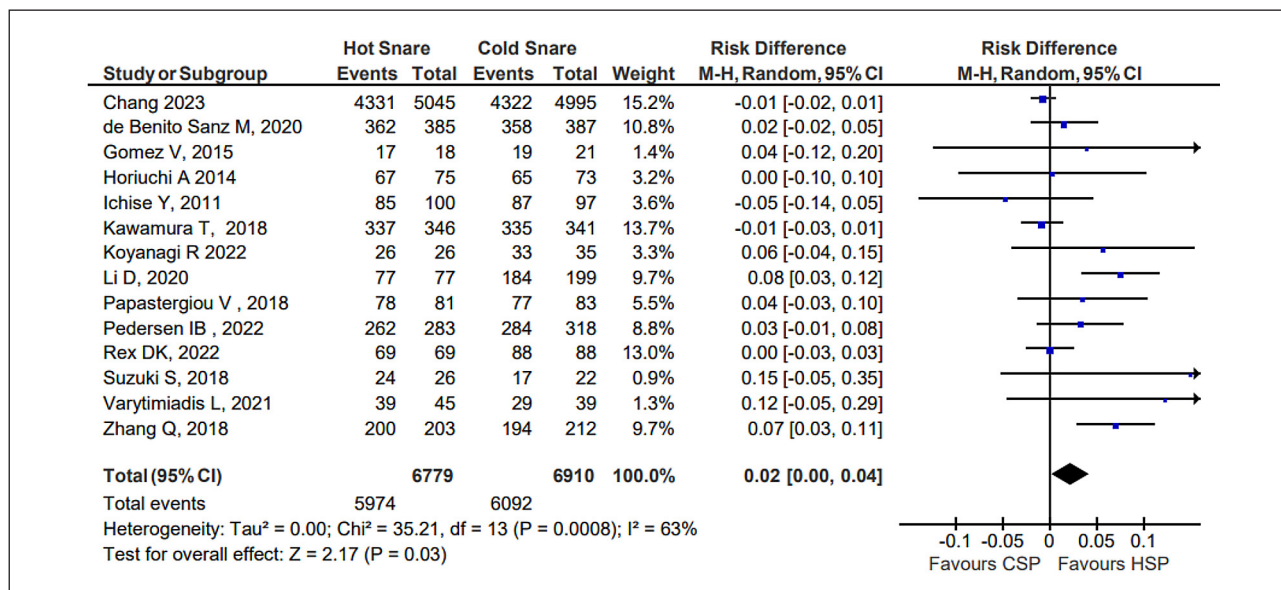 Hot Snare Cold Snare Risk Difference Risk Difference
Study or Subgroup Events Total Events Total Weight M-H, Random, 95% CI M-H, Random, 95% CI
Chang 2023 4331 5045 4322 4995 15.2% -0.01 [-0.02, 0.01]
de Benito Sanz M, 2020 362 385 358 387 10.8% 0.02 [-0.02, 0.05]
Gomez V, 2015 17 18 19 21 1.4% 0.04 [-0.12, 0.20]
Horiuchi A 2014 67 75 65 73 3.2% 0.00 [-0.10, 0.10]
Ichise Y, 2011 85 100 87 97 3.6% -0.05 [-0.14, 0.05]
Kawamura T, 2018 337 346 335 341 13.7% -0.01 [-0.03, 0.01]
Koyanagi R 2022 26 26 33 35 3.3% 0.06 [-0.04, 0.15]
Li D, 2020 77 77 184 199 9.7% 0.08 [0.03, 0.12]
Papastergiou V , 2018 78 81 77 83 5.5% 0.04 [-0.03, 0.10]
Pedersen IB , 2022 262 283 284 318 8.8% 0.03 [-0.01, 0.08]
Rex DK, 2022 69 69 88 88 13.0% 0.00 [-0.03, 0.03]
Suzuki S, 2018 24 26 17 22 0.9% 0.15 [-0.05, 0.35]
Varytimiadis L, 2021 39 45 29 39 1.3% 0.12 [-0.05, 0.29]
Zhang Q, 2018 200 203 194 212 9.7% 0.07 [0.03, 0.11]
Total (95% CI) 6779 6910 100.0% 0.02 [0.00, 0.04]
Total events 5974 6092
Heterogeneity: Tau² = 0.00; Chi² = 35.21, df = 13 (P = 0.0008); I² = 63%
Test for overall effect: Z = 2.17 (P = 0.03)
-0.1 -0.05 0 0.05 0.1
Favours CSP Favours HSP